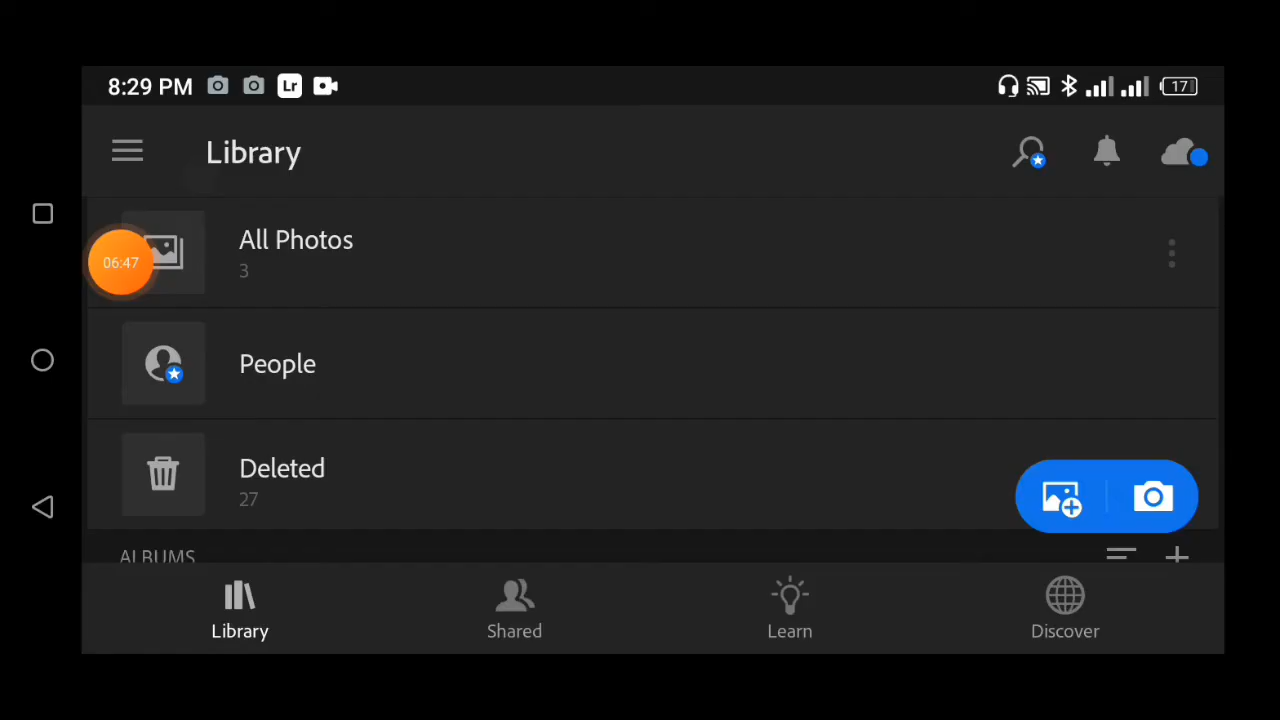 8:29 PM Lr 17
Library
All Photos
3
06:47
People
Deleted
27
ALBUMS
Library Shared Learn Discover